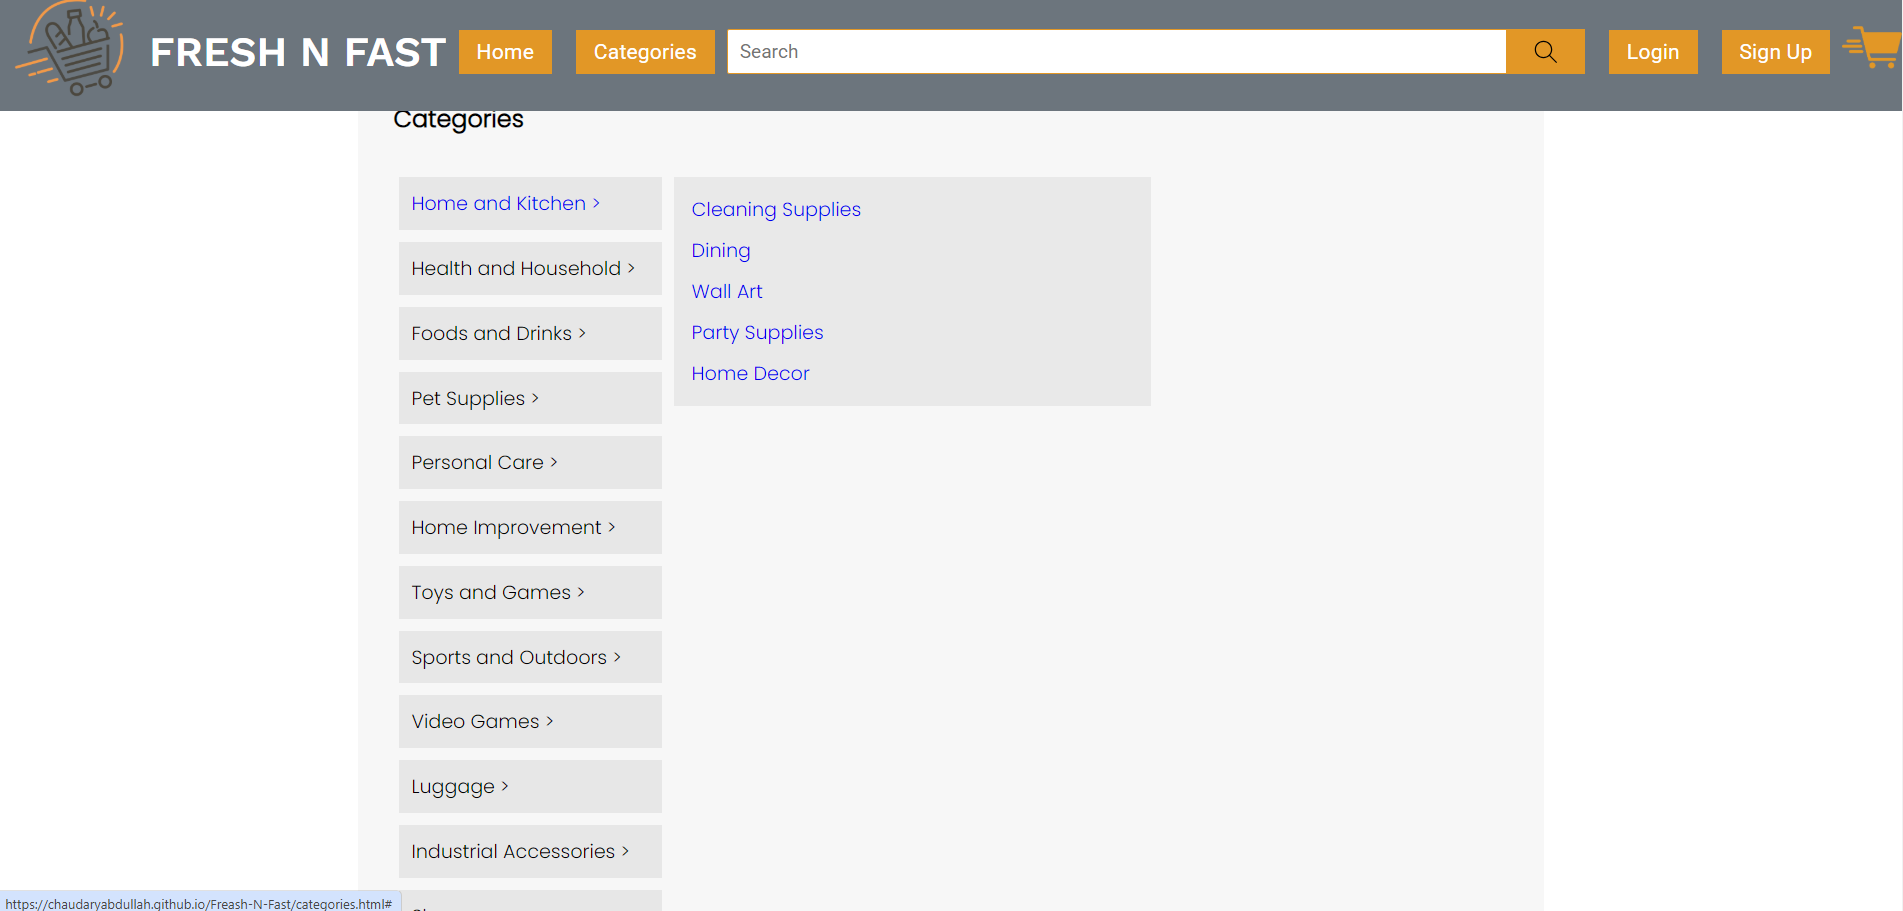 FRESH N FAST
Home
Categories
Search
Login
Sign Up
Categories
Home and Kitchen >
Health and Household >
Foods and Drinks >
Pet Supplies >
Personal Care >
Home Improvement >
Toys and Games >
Sports and Outdoors >
Video Games >
Luggage >
Industrial Accessories >
Cleaning Supplies
Dining
Wall Art
Party Supplies
Home Decor
https://chaudaryabdullah.github.io/Freash-N-Fast/categories.html#